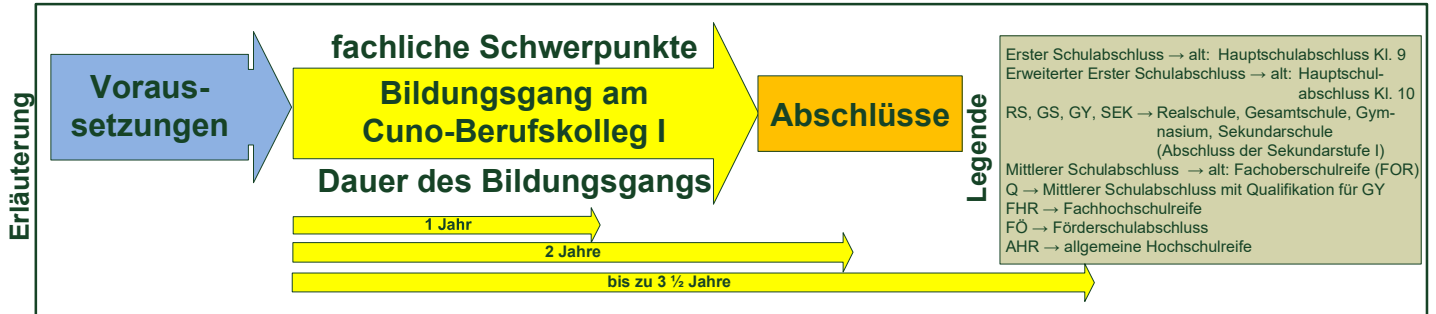 Erläuterung
Voraus-
setzungen
fachliche Schwerpunkte
Bildungsgang am
Cuno-Berufskolleg I
Dauer des Bildungsgangs
1 Jahr
2 Jahre
bis zu 3 ½ Jahre
Abschlüsse
Legende
Erster Schulabschluss → alt: Hauptschulabschluss Kl. 9
Erweiterter Erster Schulabschluss → alt: Hauptschul-
abschluss Kl. 10
RS, GS, GY, SEK → Realschule, Gesamtschule, Gym-
nasium, Sekundarschule
(Abschluss der Sekundarstufe I)
Mittlerer Schulabschluss → alt: Fachoberschulreife (FOR)
Q → Mittlerer Schulabschluss mit Qualifikation für GY
FHR → Fachhochschulreife
FÖ → Förderschulabschluss
AHR → allgemeine Hochschulreife